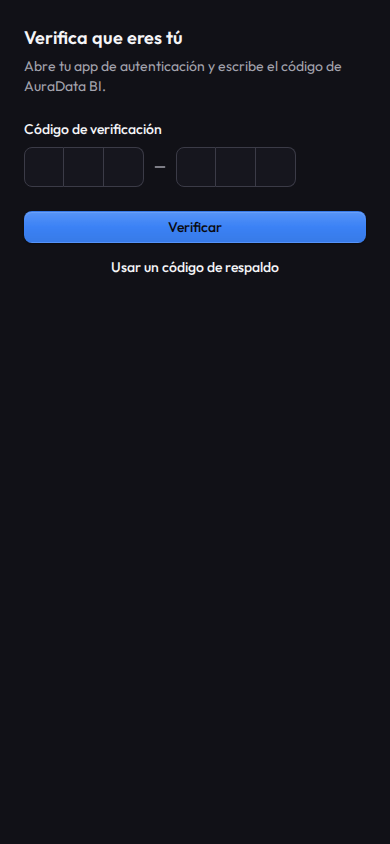 Verifica que eres tú
Abre tu app de autenticación y escribe el código de
AuraData BI.
Código de verificación
—
Verificar
Usar un código de respaldo